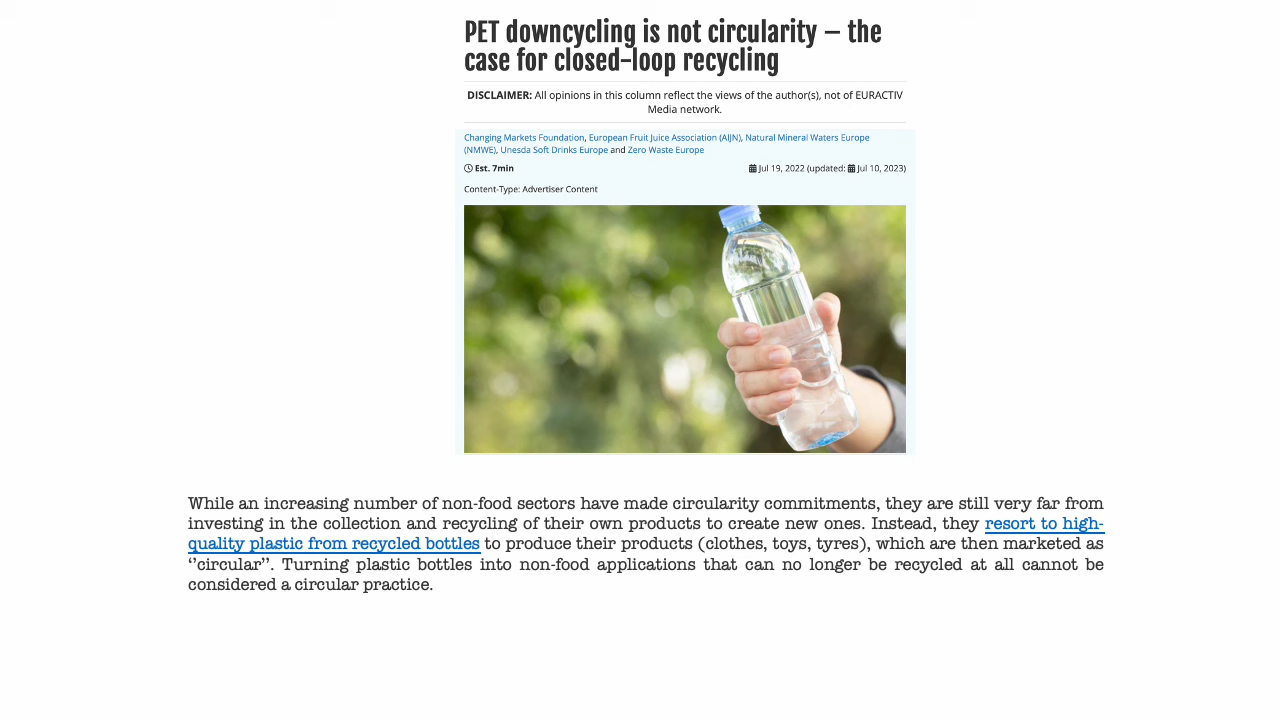 PET downcycling is not circularity – the
case for closed-loop recycling
DISCLAIMER: All opinions in this column reflect the views of the author(s), not of EURACTIV
Media network.
Changing Markets Foundation, European Fruit Juice Association (AIJN), Natural Mineral Waters Europe
(NMWE), Unesda Soft Drinks Europe and Zero Waste Europe
Est. 7min
Jul 19, 2022 (updated: Jul 10, 2023)
Content-Type: Advertiser Content
While an increasing number of non-food sectors have made circularity commitments, they are still very far from
investing in the collection and recycling of their own products to create new ones. Instead, they resort to high-
quality plastic from recycled bottles to produce their products (clothes, toys, tyres), which are then marketed as
‘’circular’’. Turning plastic bottles into non-food applications that can no longer be recycled at all cannot be
considered a circular practice.